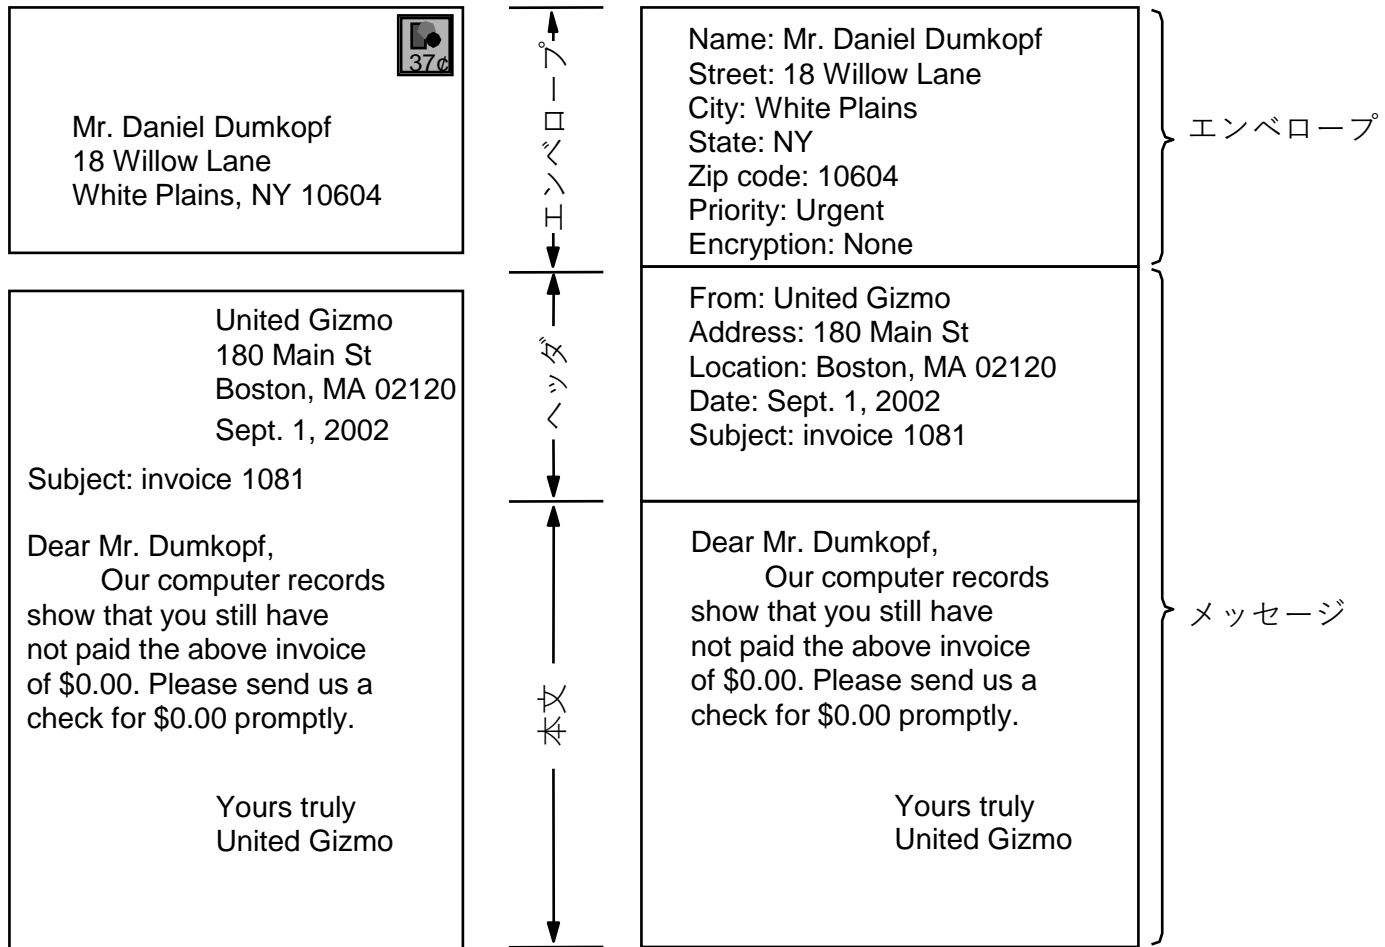 37¢
Mr. Daniel Dumkopf
18 Willow Lane
White Plains, NY 10604
United Gizmo
180 Main St
Boston, MA 02120
Sept. 1, 2002
Subject: invoice 1081
Dear Mr. Dumkopf,
Our computer records
show that you still have
not paid the above invoice
of $0.00. Please send us a
check for $0.00 promptly.
Yours truly
United Gizmo
エンベロープ
ヘッダ
本文
Name: Mr. Daniel Dumkopf
Street: 18 Willow Lane
City: White Plains
State: NY
Zip code: 10604
Priority: Urgent
Encryption: None
From: United Gizmo
Address: 180 Main St
Location: Boston, MA 02120
Date: Sept. 1, 2002
Subject: invoice 1081
Dear Mr. Dumkopf,
Our computer records
show that you still have
not paid the above invoice
of $0.00. Please send us a
check for $0.00 promptly.
Yours truly
United Gizmo
エンベロープ
メッセージ